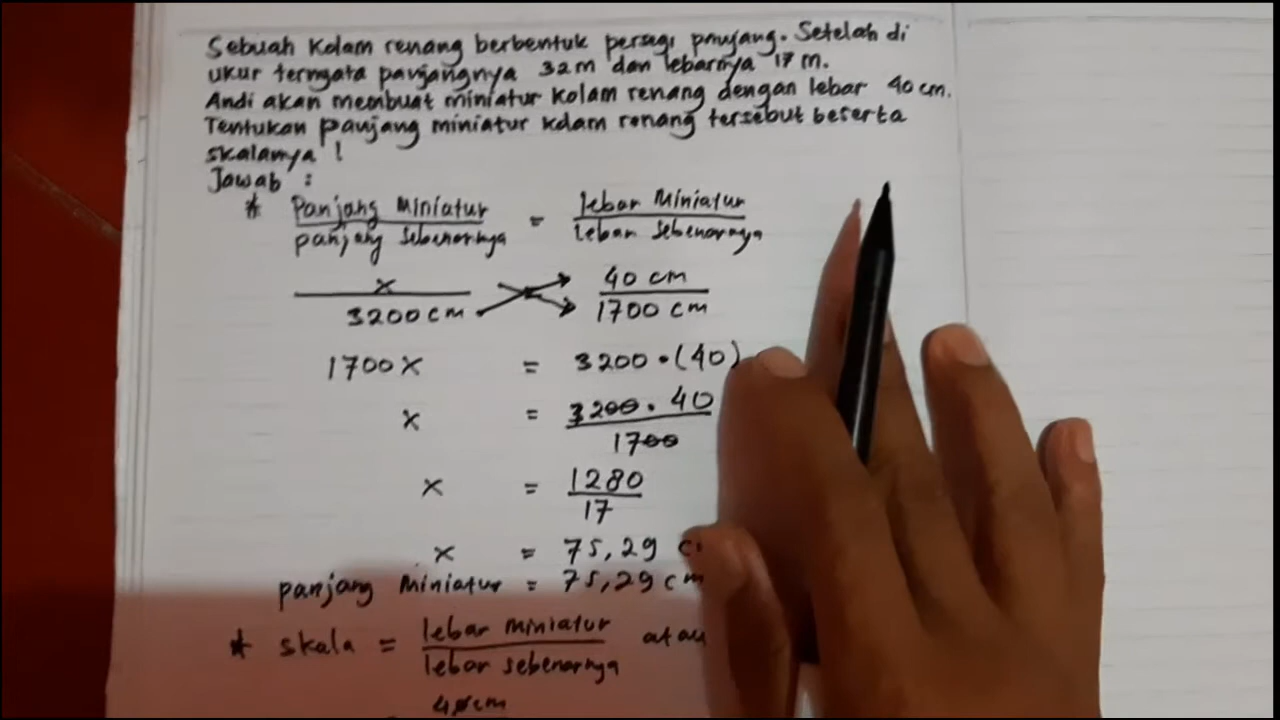 Sebuah Kolam renang berbentuk persegi panjang. Setelah di
ukur ternyata panjangnya 32 m dan lebarnya 17 m.
Andi akan membuat miniatur kolam renang dengan lebar 40 cm.
Tentukan panjang miniatur kolam renang tersebut beserta
skalanya !
Jawab :
* Panjang Miniatur / panjang sebenarnya = lebar Miniatur / lebar sebenarnya
x / 3200 cm 40 cm / 1700 cm
1700 x = 3200 . (40)
x = 3200 . 40 / 1700
x = 1280 / 17
x = 75,29
panjang miniatur = 75,29 cm
* skala = lebar miniatur / lebar sebenarnya atau
40 cm